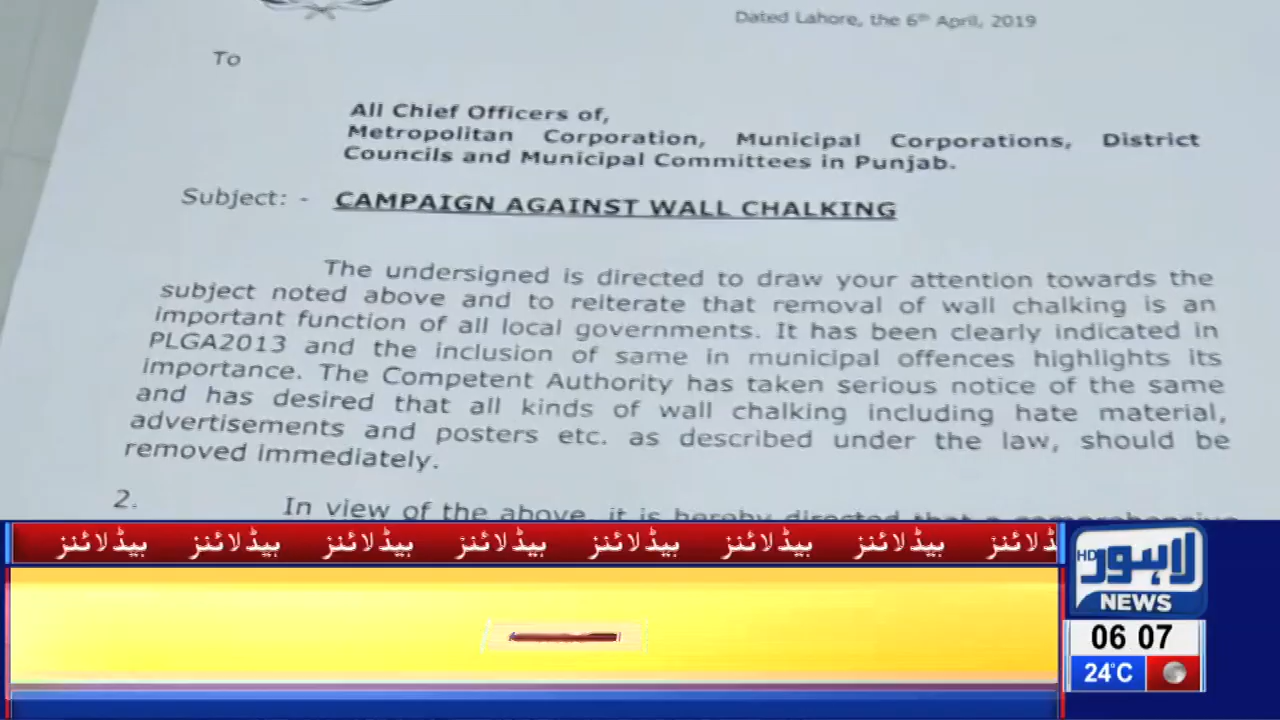 Dated Lahore, the 6th April, 2019
To
All Chief Officers of,
Metropolitan Corporation, Municipal Corporations, District
Councils and Municipal Committees in Punjab.
Subject: - CAMPAIGN AGAINST WALL CHALKING
The undersigned is directed to draw your attention towards the
subject noted above and to reiterate that removal of wall chalking is an
important function of all local governments. It has been clearly indicated in
PLGA2013 and the inclusion of same in municipal offences highlights its
importance. The Competent Authority has taken serious notice of the same
and has desired that all kinds of wall chalking including hate material,
advertisements and posters etc. as described under the law, should be
removed immediately.
2. In view of the above, it is hereby directed that a comprehensive
ہیڈلائنز ہیڈلائنز ہیڈلائنز ہیڈلائنز ہیڈلائنز ہیڈلائنز ہیڈلائنز ڈلائنز
لاہور HD
NEWS
06 07
24°C